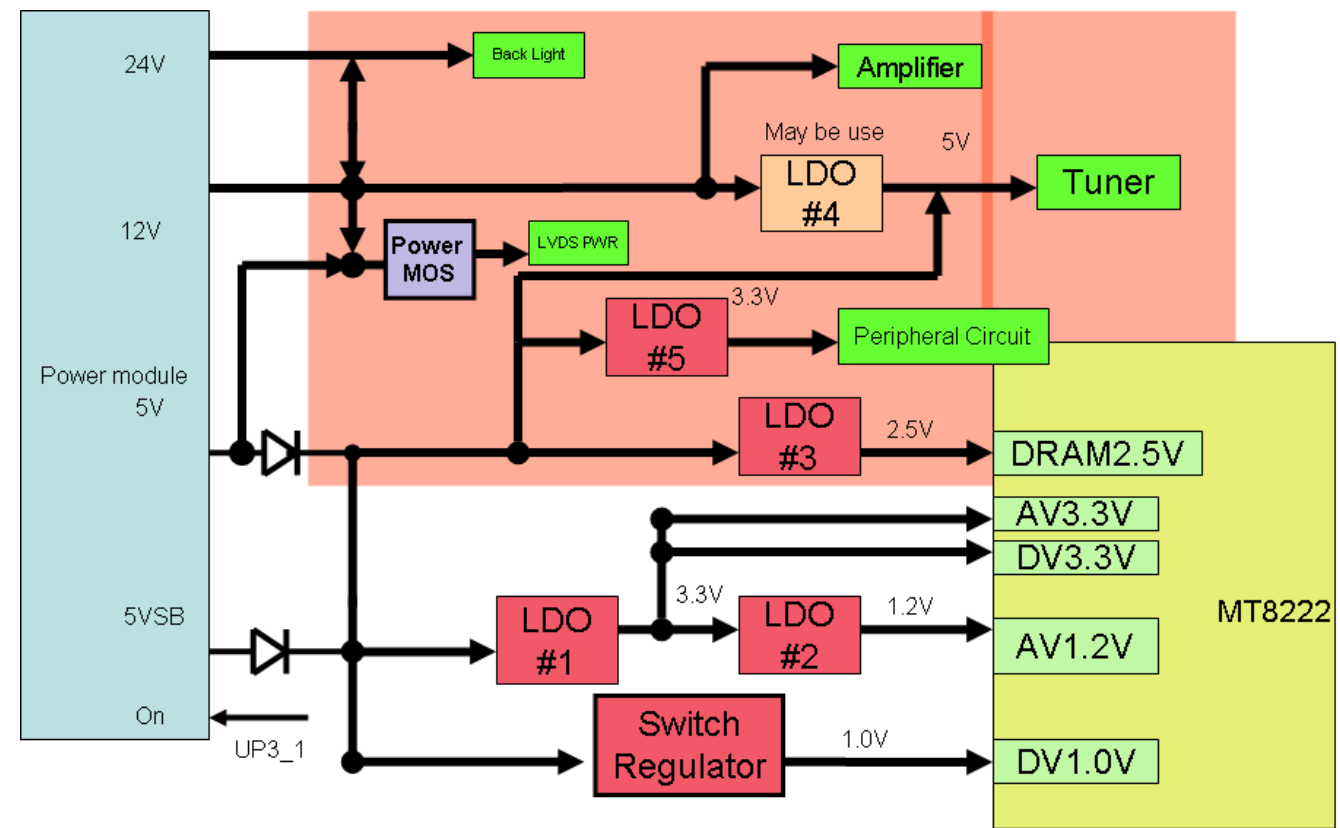 24V
Back Light
Amplifier
May be use
5V
LDO
#4
Tuner
12V
Power
MOS
LVDS PWR
3.3V
LDO
#5
Peripheral Circuit
Power module
5V
LDO
#3
2.5V
DRAM2.5V
AV3.3V
DV3.3V
5VSB
LDO
#1
3.3V
LDO
#2
1.2V
AV1.2V
MT8222
On
UP3_1
Switch
Regulator
1.0V
DV1.0V